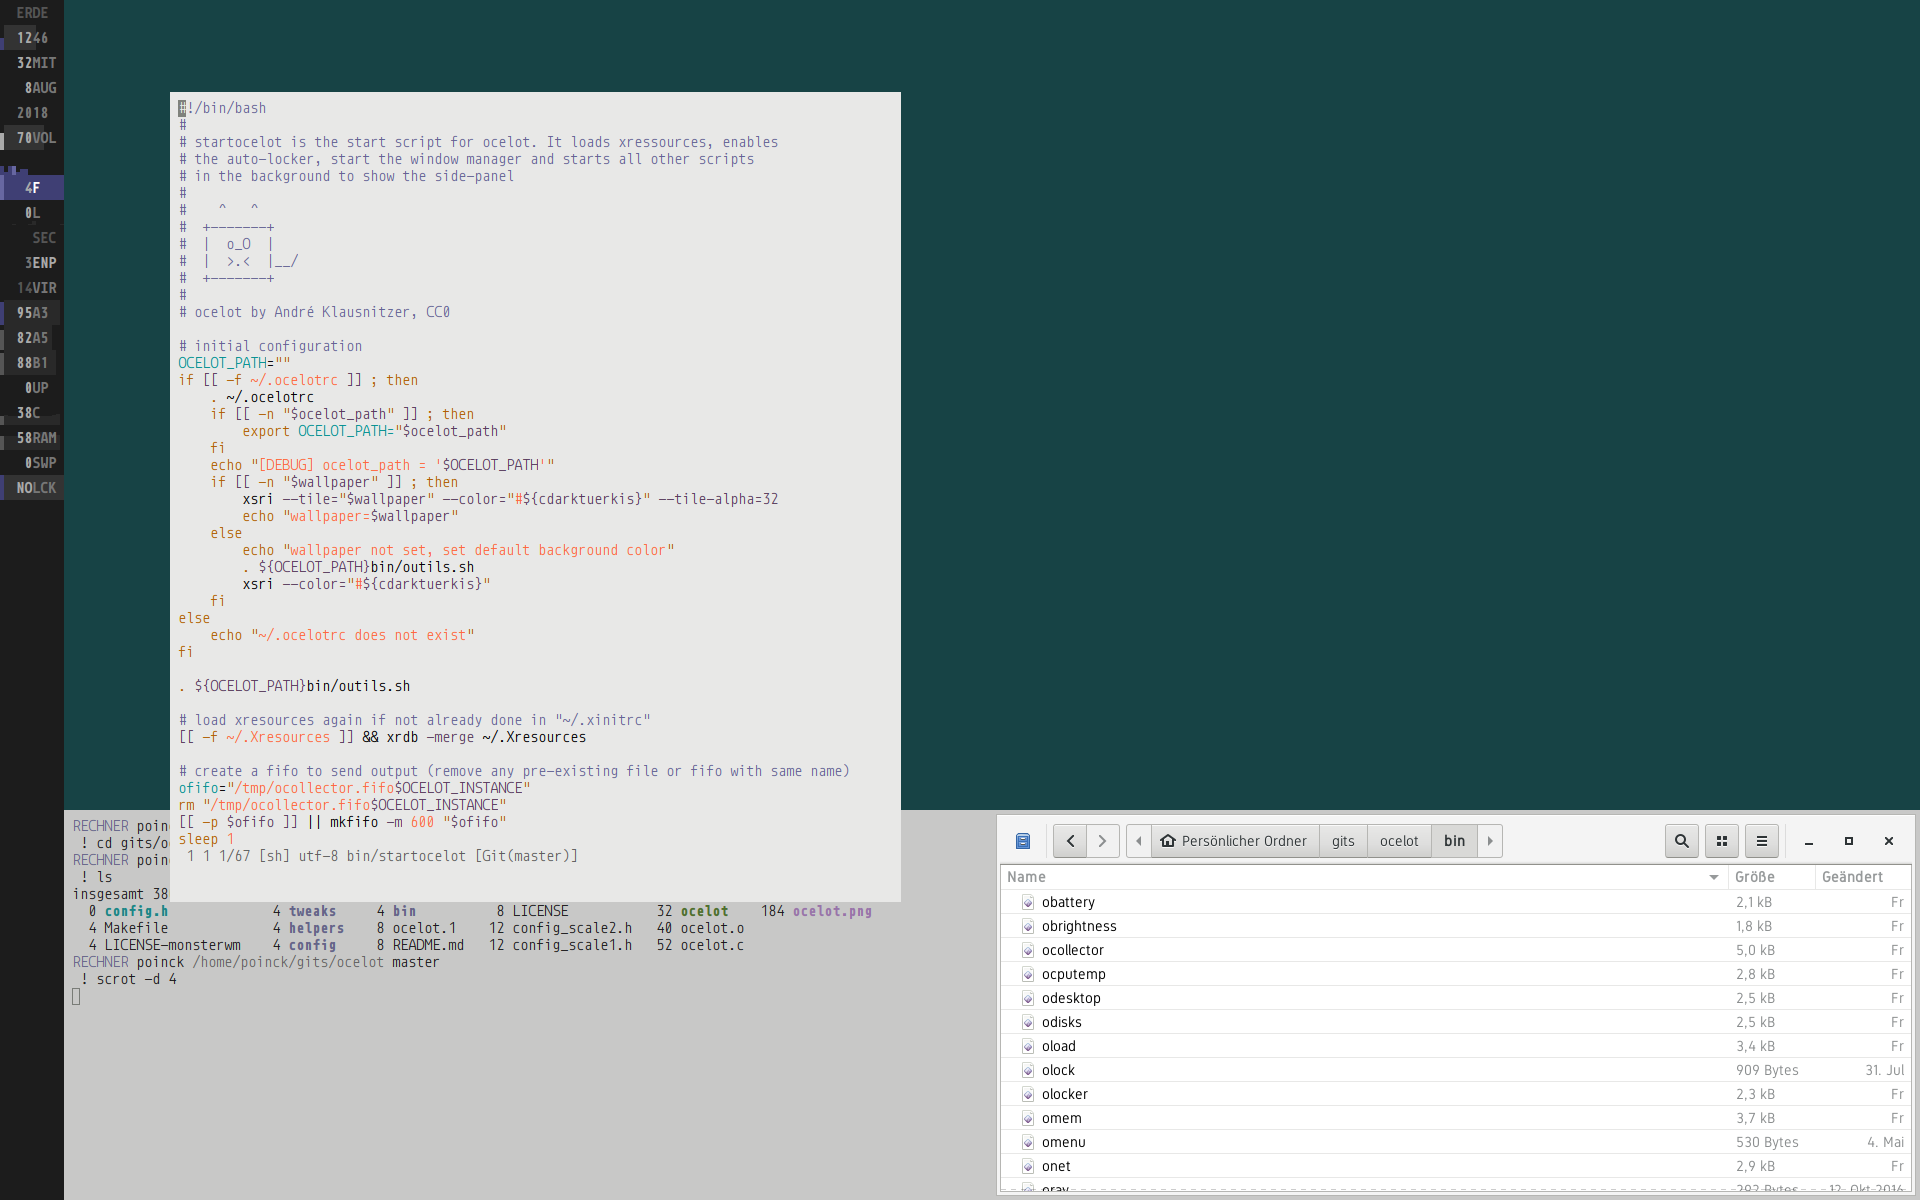 ERDE
1246
32MIT
8AUG
2018
70VOL
4F
0L
SEC
3ENP
14VIR
95A3
82A5
88B1
0UP
38C
58RAM
0SWP
NOLCK
#!/bin/bash
#
# startocelot is the start script for ocelot. It loads xressources, enables
# the auto-locker, start the window manager and starts all other scripts
# in the background to show the side-panel
#
#    ^   ^
#  +-------+
#  |  o_O  |
#  |  >.<  |__/
#  +-------+
#
# ocelot by André Klausnitzer, CC0
# initial configuration
OCELOT_PATH=""
if [[ -f ~/.ocelotrc ]] ; then
    . ~/.ocelotrc
    if [[ -n "$ocelot_path" ]] ; then
        export OCELOT_PATH="$ocelot_path"
    fi
    echo "[DEBUG] ocelot_path = '$OCELOT_PATH'"
    if [[ -n "$wallpaper" ]] ; then
        xsri --tile="$wallpaper" --color="#${cdarktuerkis}" --tile-alpha=32
        echo "wallpaper=$wallpaper"
    else
        echo "wallpaper not set, set default background color"
        . ${OCELOT_PATH}bin/outils.sh
        xsri --color="#${cdarktuerkis}"
    fi
else
    echo "~/.ocelotrc does not exist"
fi
. ${OCELOT_PATH}bin/outils.sh
# load xresources again if not already done in "~/.xinitrc"
[[ -f ~/.Xresources ]] && xrdb -merge ~/.Xresources
# create a fifo to send output (remove any pre-existing file or fifo with same name)
ofifo="/tmp/ocollector.fifo$OCELOT_INSTANCE"
rm "/tmp/ocollector.fifo$OCELOT_INSTANCE"
[[ -p $ofifo ]] || mkfifo -m 600 "$ofifo"
sleep 1
1 1 1/67 [sh] utf-8 bin/startocelot [Git(master)]
RECHNER poin
! cd gits/o
RECHNER poin
! ls
insgesamt 38
0 config.h 4 tweaks 4 bin 8 LICENSE 32 ocelot 184 ocelot.png
4 Makefile 4 helpers 8 ocelot.1 12 config_scale2.h 40 ocelot.o
4 LICENSE-monsterwm 4 config 8 README.md 12 config_scale1.h 52 ocelot.c
RECHNER poinck /home/poinck/gits/ocelot master
! scrot -d 4
Persönlicher Ordner gits ocelot bin
Name Größe Geändert
obattery 2,1 kB Fr
obrightness 1,8 kB Fr
ocollector 5,0 kB Fr
ocputemp 2,8 kB Fr
odesktop 2,5 kB Fr
odisks 2,5 kB Fr
oload 3,4 kB Fr
olock 909 Bytes 31. Jul
olocker 2,3 kB Fr
omem 3,7 kB Fr
omenu 530 Bytes 4. Mai
onet 2,9 kB Fr
292 Bytes 12. Okt 2016